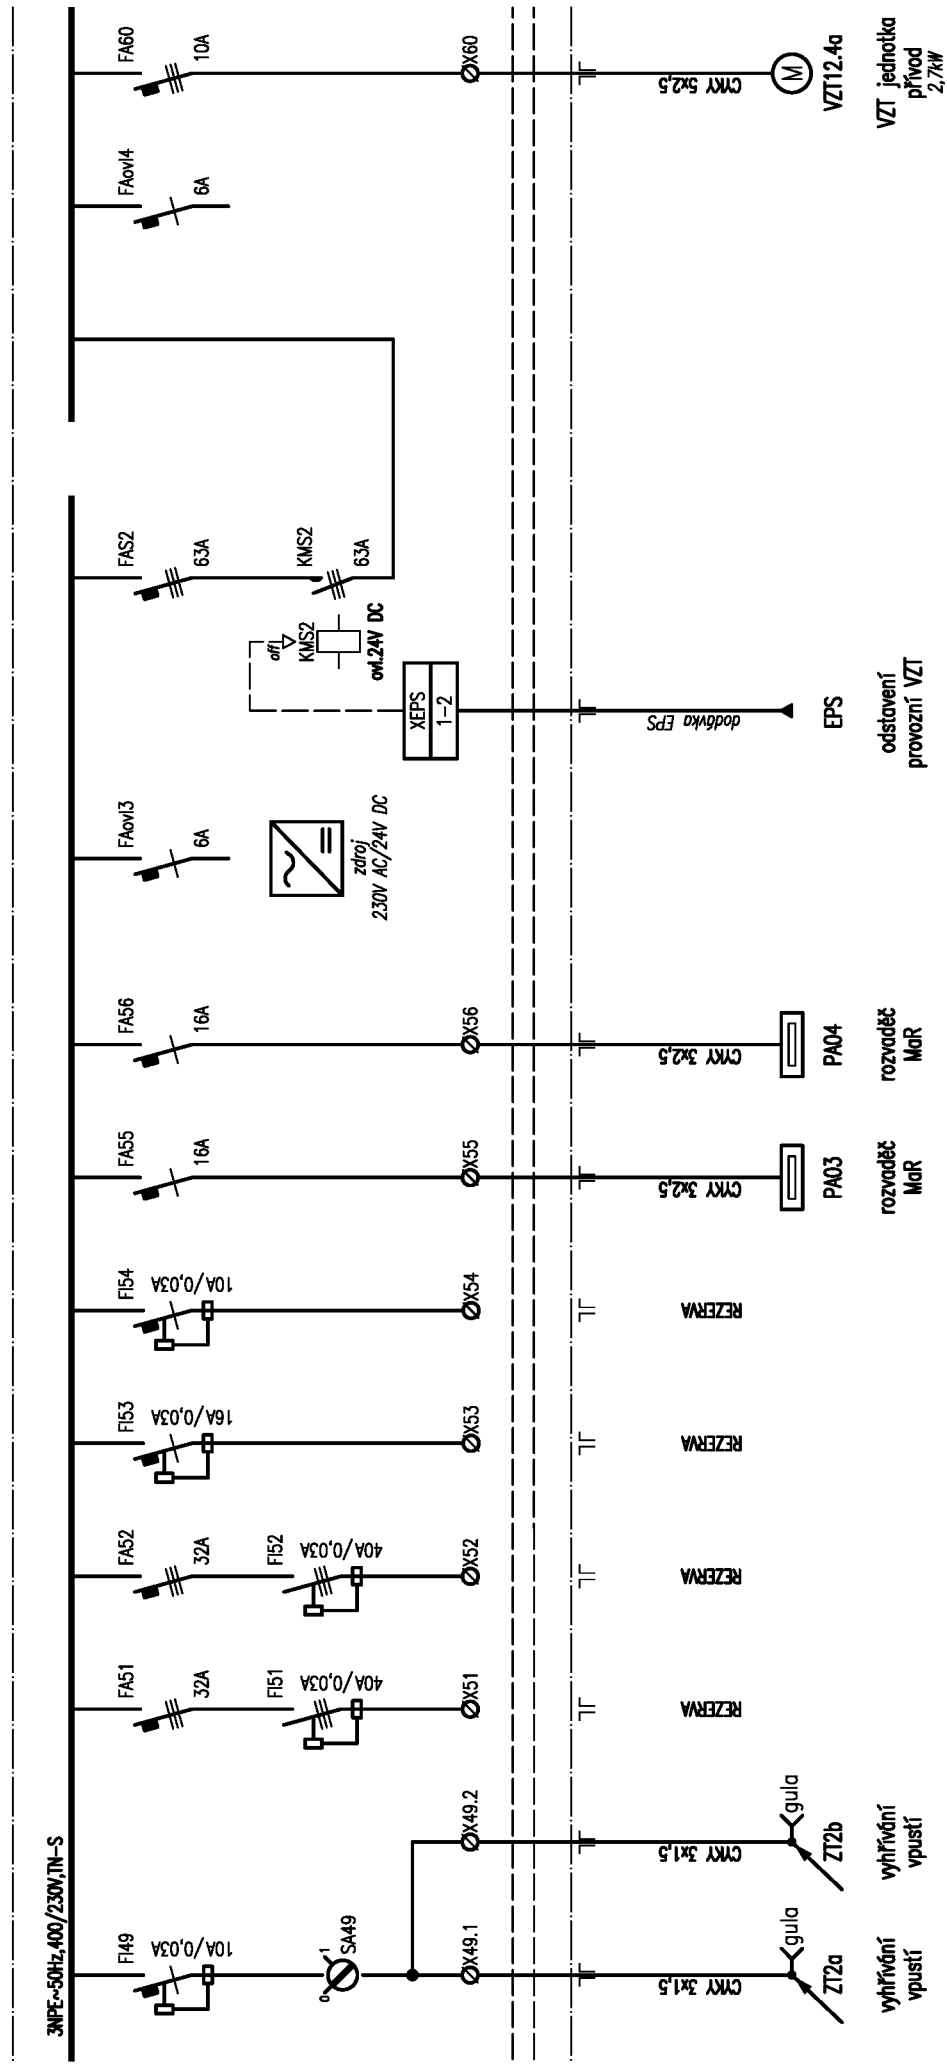 3NPE~50Hz,400/230V,TN-S
FI49
10A/0,03A
0
1
SA49
X49.1
CYKY 3x1,5
gula
ZT2a
vyhřívání
vpustí
X49.2
CYKY 3x1,5
gula
ZT2b
vyhřívání
vpustí
FA51
32A
FI51
40A/0,03A
X51
REZERVA
FA52
32A
FI52
40A/0,03A
X52
REZERVA
FI53
16A/0,03A
X53
REZERVA
FI54
10A/0,03A
X54
REZERVA
FA55
16A
X55
CYKY 3x2,5
PA03
rozvaděč
MaR
FA56
16A
X56
CYKY 3x2,5
PA04
rozvaděč
MaR
FAovl3
6A
zdroj
230V AC/24V DC
off
KMS2
ovl.24V DC
XEPS
1-2
dodávka EPS
EPS
odstavení
provozní VZT
FAS2
63A
KMS2
63A
FAovl4
6A
FA60
10A
X60
CYKY 5x2,5
M
VZT12.4a
VZT jednotka
přívod
2,7kW